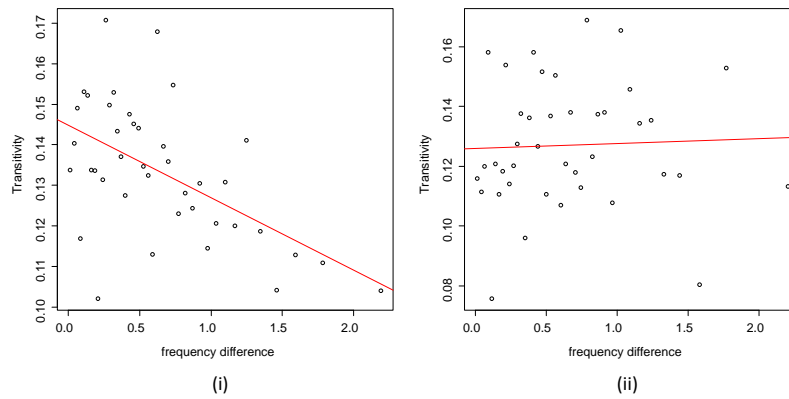 0.17
0.16
0.15
0.14
0.13
0.12
0.11
0.10
Transitivity
0.0 0.5 1.0 1.5 2.0
frequency difference
(i)
0.16
0.14
0.12
0.10
0.08
Transitivity
0.0 0.5 1.0 1.5 2.0
frequency difference
(ii)